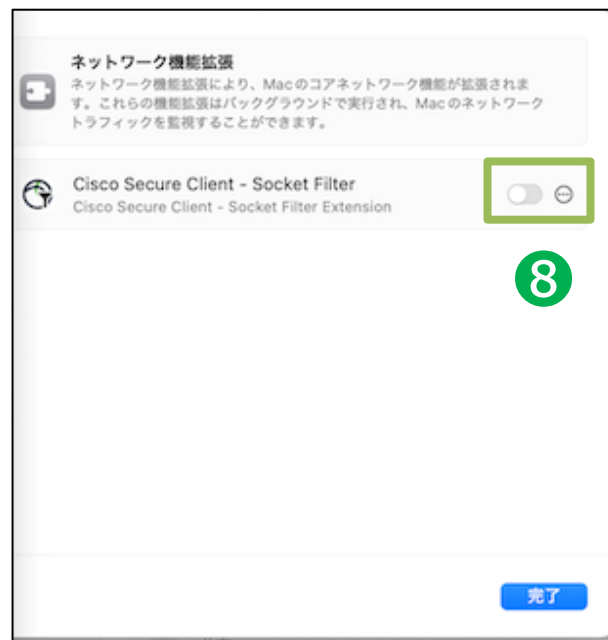 ネットワーク機能拡張
ネットワーク機能拡張により、Macのコアネットワーク機能が拡張されま
す。これらの機能拡張はバックグラウンドで実行され、Macのネットワーク
トラフィックを監視することができます。
Cisco Secure Client - Socket Filter
Cisco Secure Client - Socket Filter Extension
8
完了